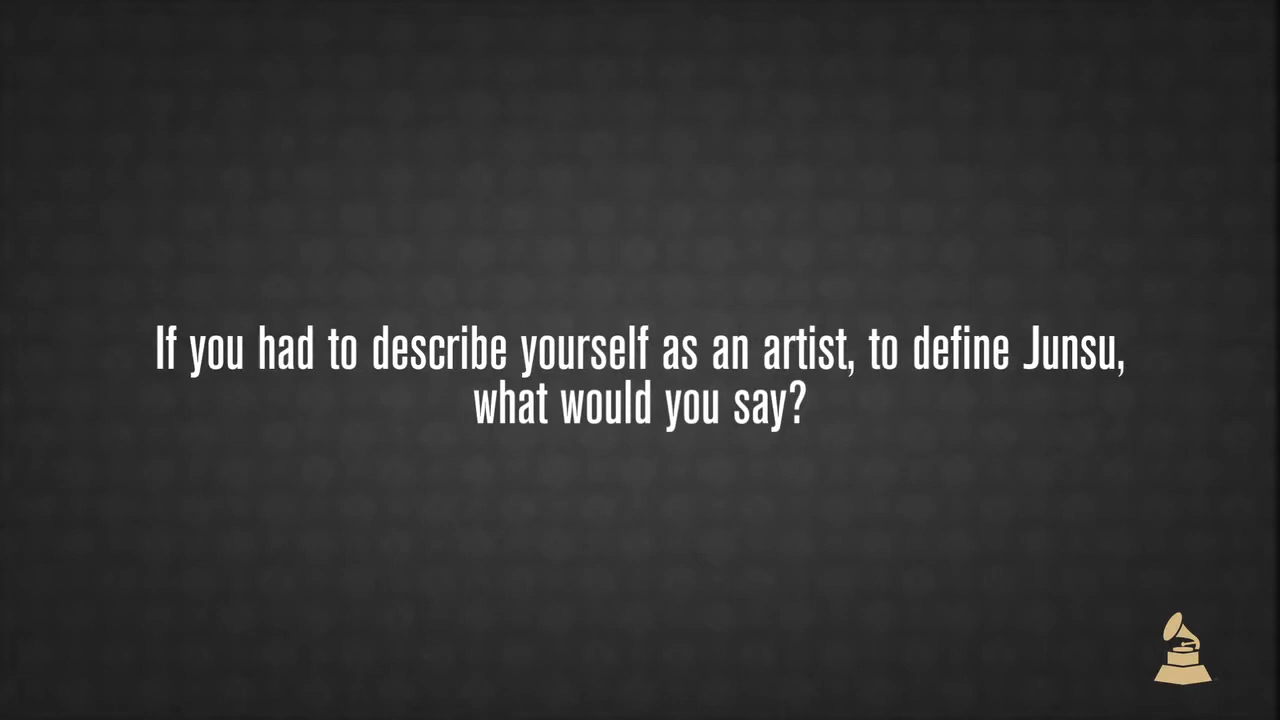 If you had to describe yourself as an artist, to define Junsu,
what would you say?